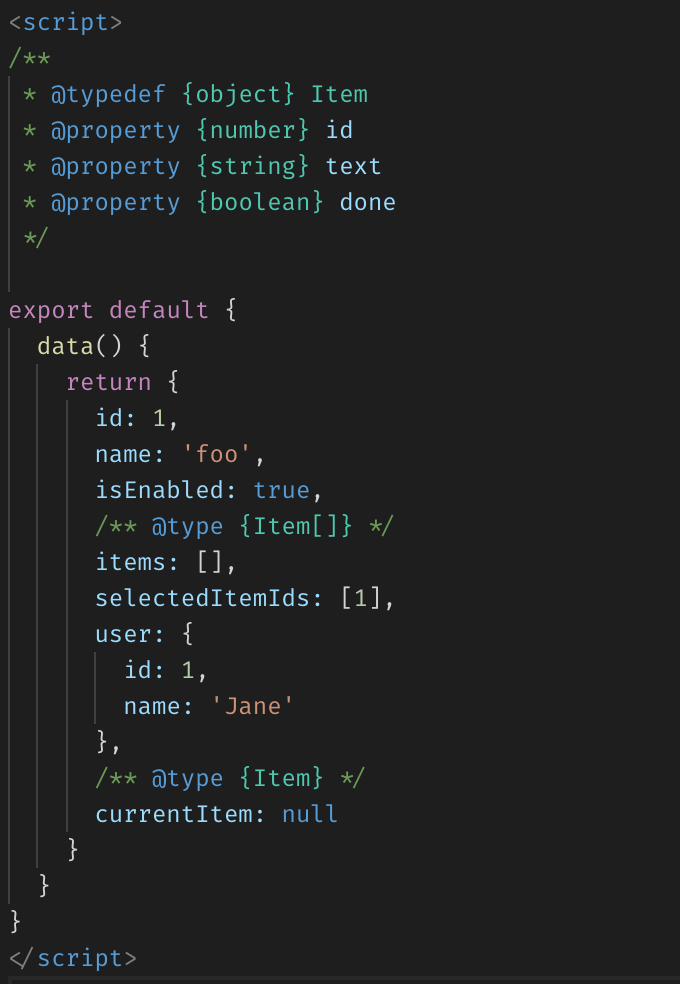 <script>
/**
 * @typedef {object} Item
 * @property {number} id
 * @property {string} text
 * @property {boolean} done
 */

export default {
  data() {
    return {
      id: 1,
      name: 'foo',
      isEnabled: true,
      /** @type {Item[]} */
      items: [],
      selectedItemIds: [1],
      user: {
        id: 1,
        name: 'Jane'
      },
      /** @type {Item} */
      currentItem: null
    }
  }
}
</script>